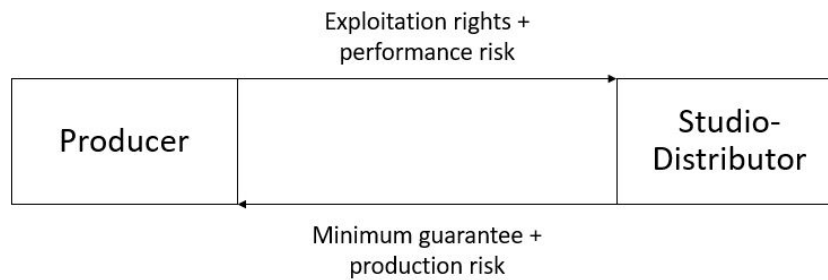 Exploitation rights +
performance risk
Producer
Studio-
Distributor
Minimum guarantee +
production risk